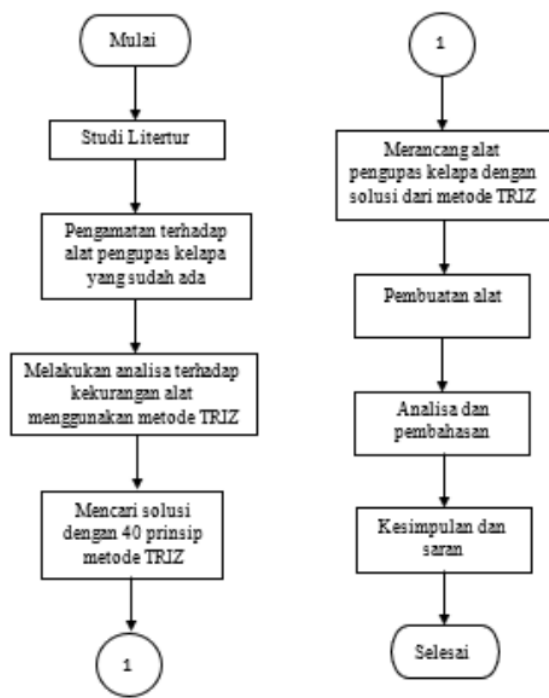 Mulai
Studi Litertur
Pengamatan terhadap
alat pengupas kelapa
yang sudah ada
Melakukan analisa terhadap
kekurangan alat
menggunakan metode TRIZ
Mencari solusi
dengan 40 prinsip
metode TRIZ
1
1
Merancang alat
pengupas kelapa dengan
solusi dari metode TRIZ
Pembuatan alat
Analisa dan
pembahasan
Kesimpulan dan
saran
Selesai